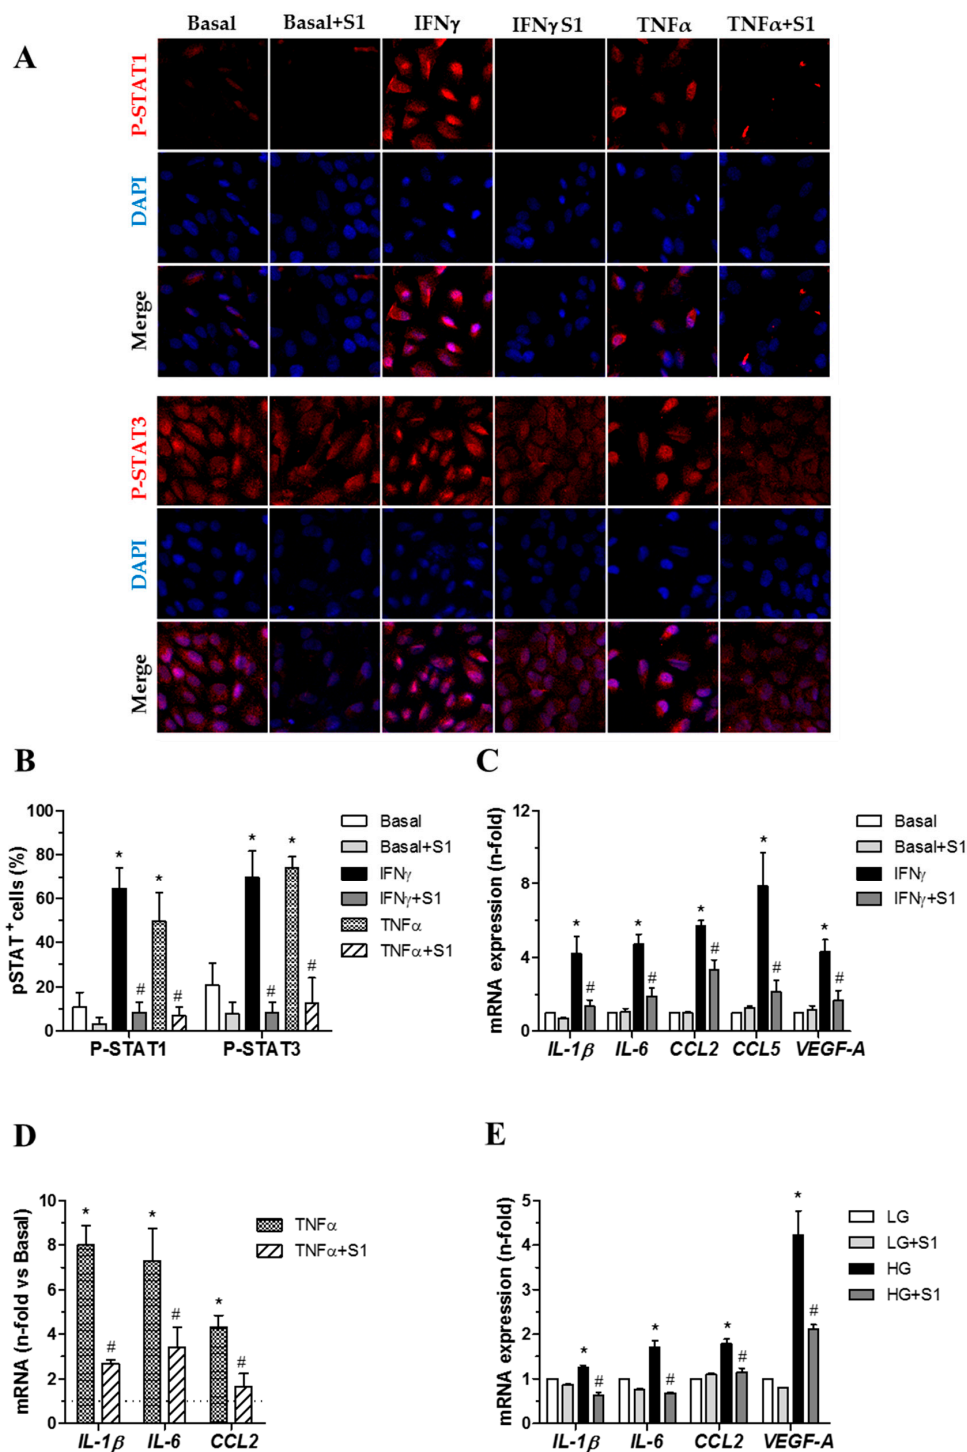 A
Basal Basal+S1 IFNγ IFNγ S1 TNFα TNFα+S1
P-STAT1
DAPI
Merge
P-STAT3
DAPI
Merge
B
pSTAT⁺cells (%)
100
80
60
40
20
0
* * * *
# # # #
P-STAT1 P-STAT3
Basal
Basal+S1
IFNγ
IFNγ+S1
TNFα
TNFα+S1
C
mRNA expression (n-fold)
12
8
4
0
* * * * *
# # # # #
IL-1β IL-6 CCL2 CCL5 VEGF-A
Basal
Basal+S1
IFNγ
IFNγ+S1
D
mRNA (n-fold vs Basal)
10
8
6
4
2
0
* * *
# # #
IL-1β IL-6 CCL2
TNFα
TNFα+S1
E
mRNA expression (n-fold)
5
4
3
2
1
0
* * * *
# # # #
IL-1β IL-6 CCL2 VEGF-A
LG
LG+S1
HG
HG+S1